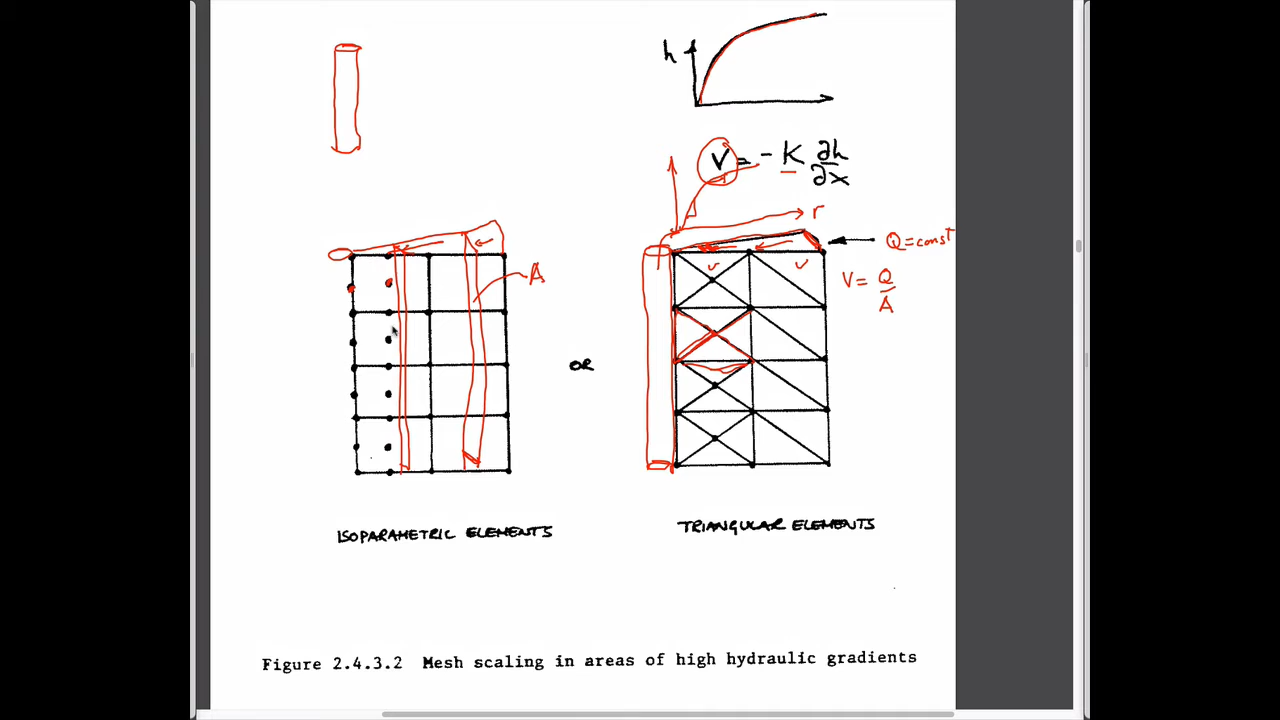 h
V = - K ∂h
∂x
r
Q = const
A
v
v
V = Q
A
OR
ISOPARAMETRIC ELEMENTS
TRIANGULAR ELEMENTS
Figure 2.4.3.2 Mesh scaling in areas of high hydraulic gradients